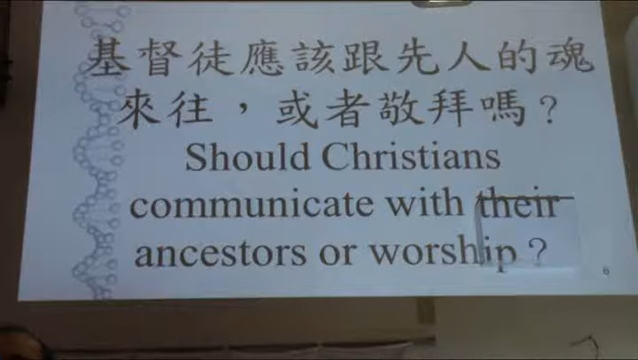 基督徒應該跟先人的魂
來往，或者敬拜嗎？
Should Christians
communicate with their
ancestors or worship？
6